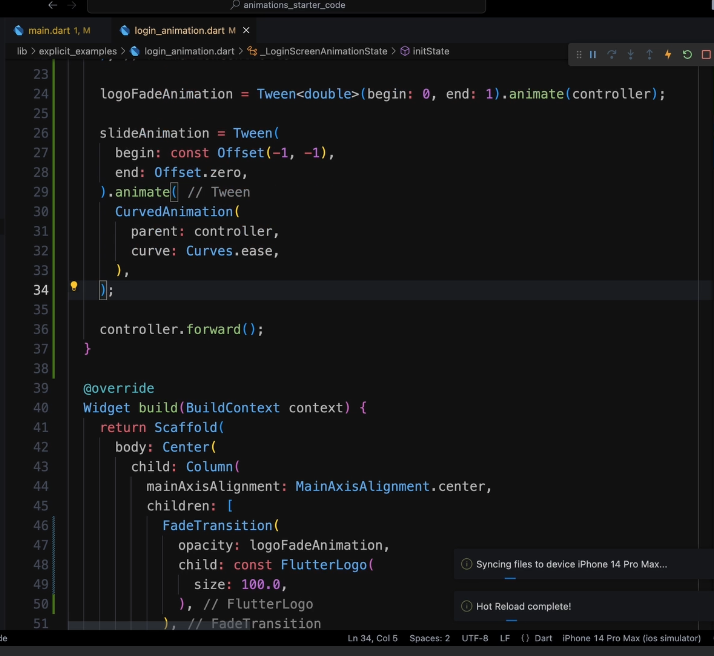 animations_starter_code
main.dart 1, M
login_animation.dart M
lib > explicit_examples > login_animation.dart > _LoginScreenAnimationState > initState
23
24 logoFadeAnimation = Tween<double>(begin: 0, end: 1).animate(controller);
25
26 slideAnimation = Tween(
27 begin: const Offset(-1, -1),
28 end: Offset.zero,
29 ).animate( // Tween
30 CurvedAnimation(
31 parent: controller,
32 curve: Curves.ease,
33 ),
34 );
35
36 controller.forward();
37 }
38
39 @override
40 Widget build(BuildContext context) {
41 return Scaffold(
42 body: Center(
43 child: Column(
44 mainAxisAlignment: MainAxisAlignment.center,
45 children: [
46 FadeTransition(
47 opacity: logoFadeAnimation,
48 child: const FlutterLogo(
49 size: 100.0,
50 ), // FlutterLogo
51 ), // FadeTransition
Syncing files to device iPhone 14 Pro Max...
Hot Reload complete!
de
Ln 34, Col 5 Spaces: 2 UTF-8 LF () Dart iPhone 14 Pro Max (ios simulator)